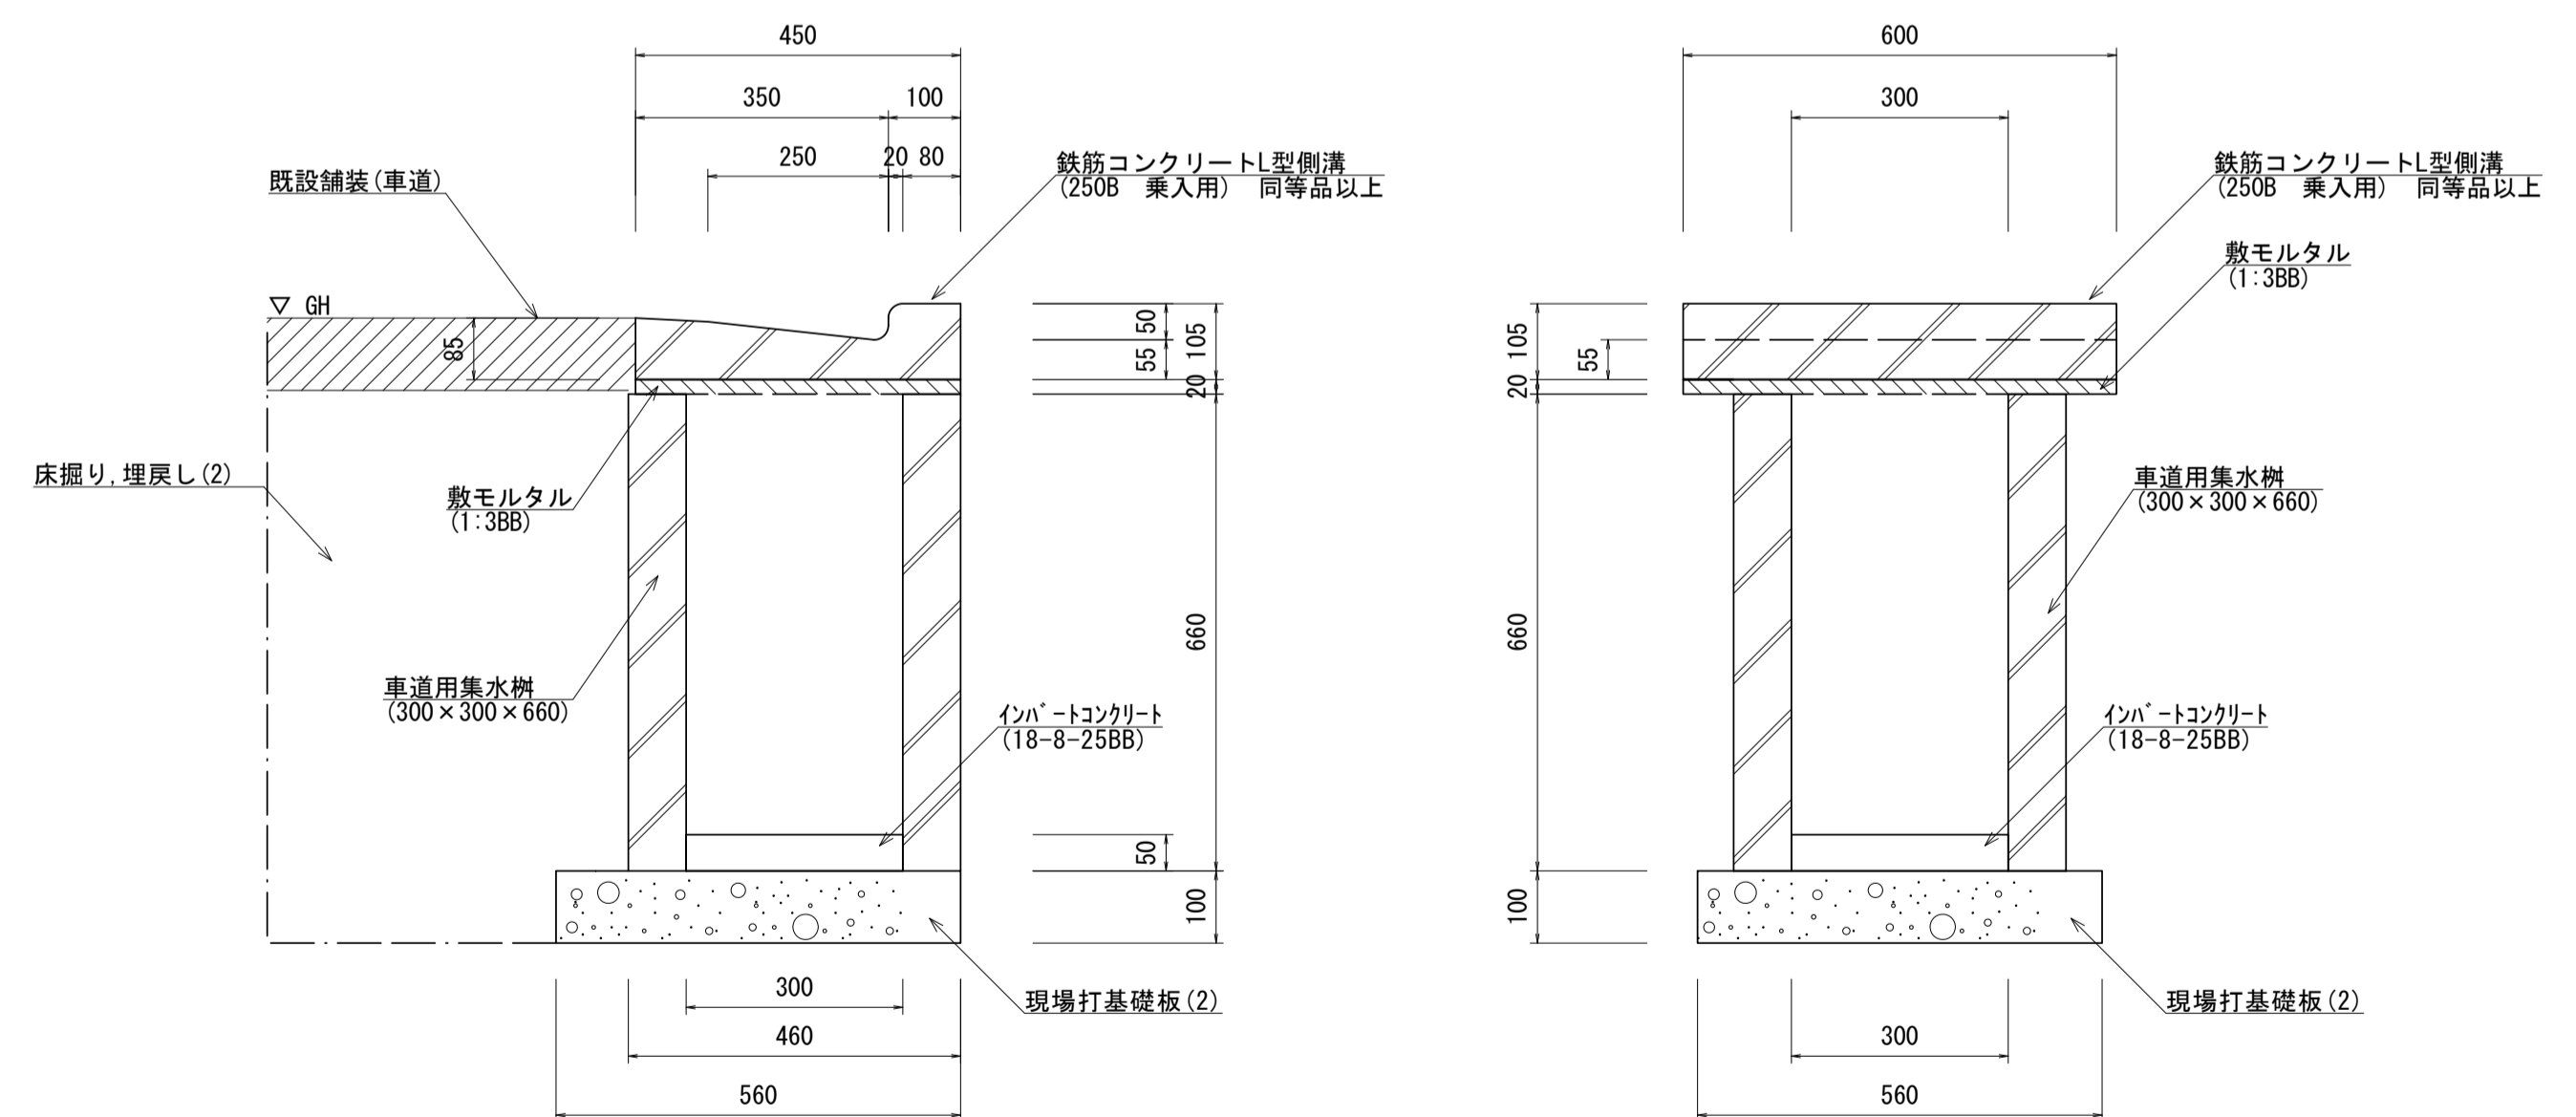 450
600
350
100
300
250
20
80
鉄筋コンクリートL型側溝
(250B 乗入用) 同等品以上
鉄筋コンクリートL型側溝
(250B 乗入用) 同等品以上
既設舗装(車道)
敷モルタル
(1:3BB)
▽ GH
85
50
105
55
20
105
55
20
床掘り,埋戻し(2)
敷モルタル
(1:3BB)
車道用集水桝
(300×300×660)
660
660
車道用集水桝
(300×300×660)
インバートコンクリート
(18-8-25BB)
インバートコンクリート
(18-8-25BB)
50
100
100
300
現場打基礎板(2)
現場打基礎板(2)
460
300
560
560